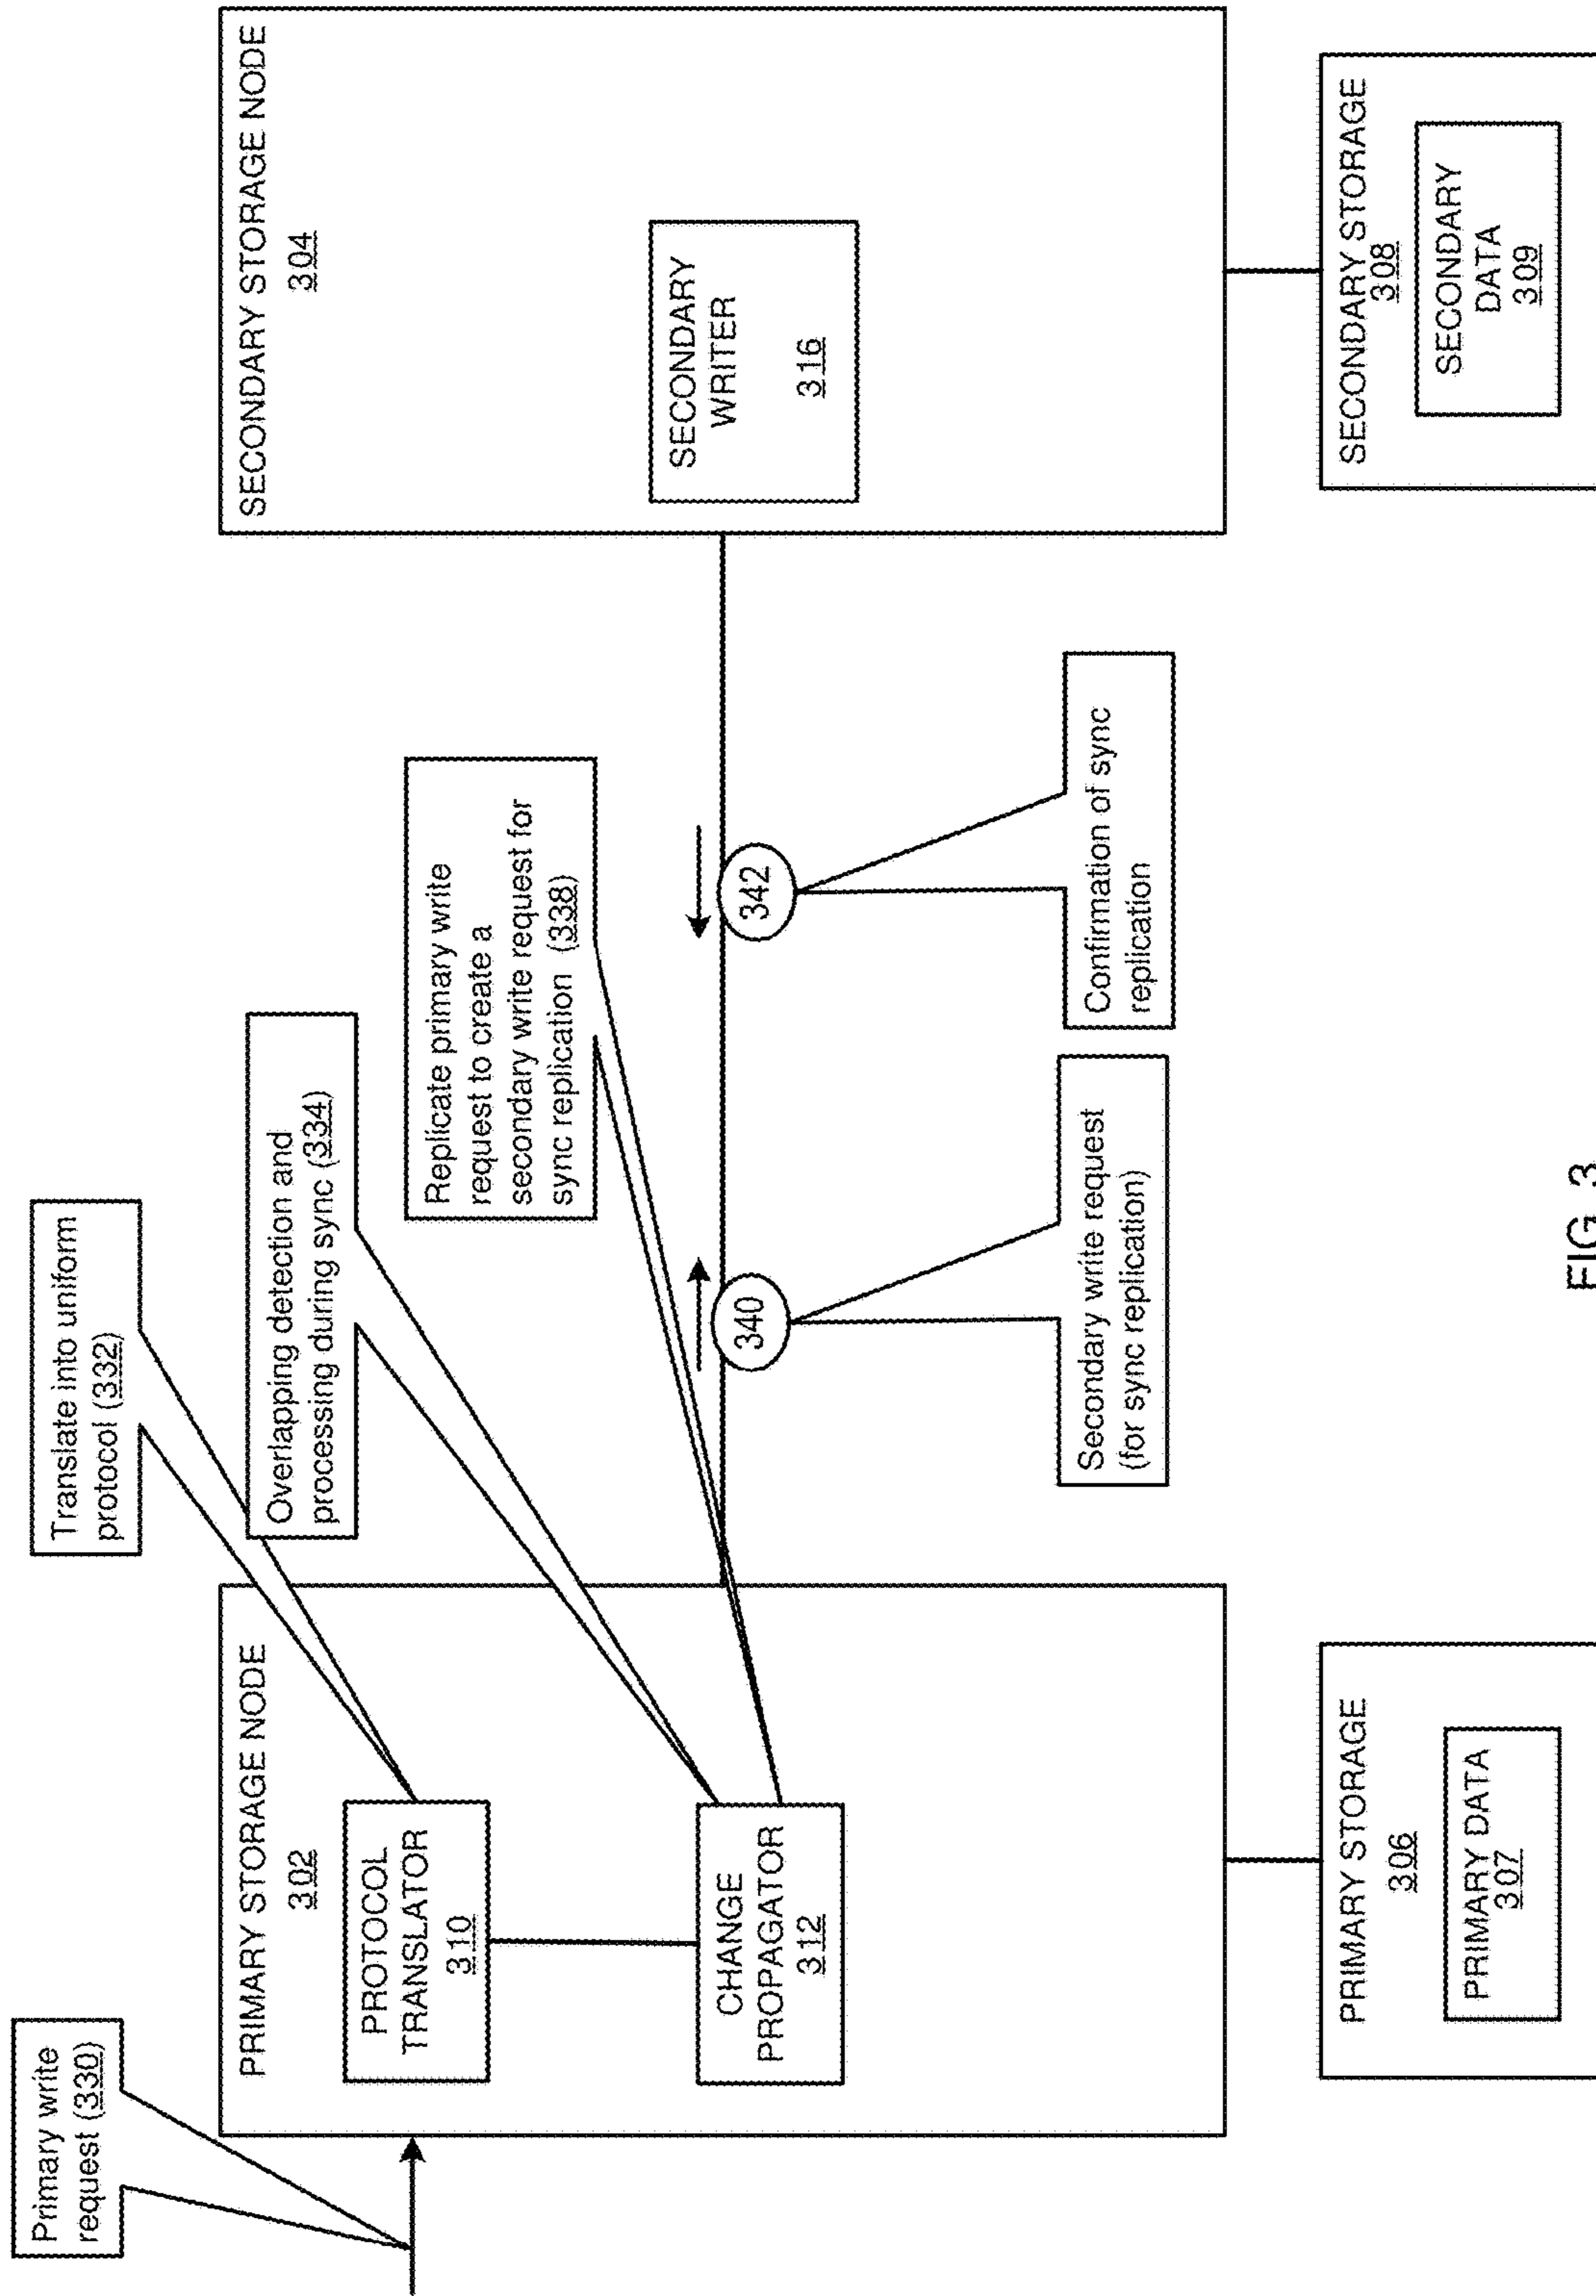 Primary write
request (330)
Translate into uniform
protocol (332)
Overlapping detection and
processing during sync (334)
Replicate primary write
request to create a
secondary write request for
sync replication (338)
PRIMARY STORAGE NODE
302
PROTOCOL
TRANSLATOR
310
CHANGE
PROPAGATOR
312
SECONDARY STORAGE NODE
304
SECONDARY
WRITER
316
340
342
Secondary write request
(for sync replication)
Confirmation of sync
replication
PRIMARY STORAGE
306
PRIMARY DATA
307
SECONDARY STORAGE
308
SECONDARY
DATA
309
FIG. 3